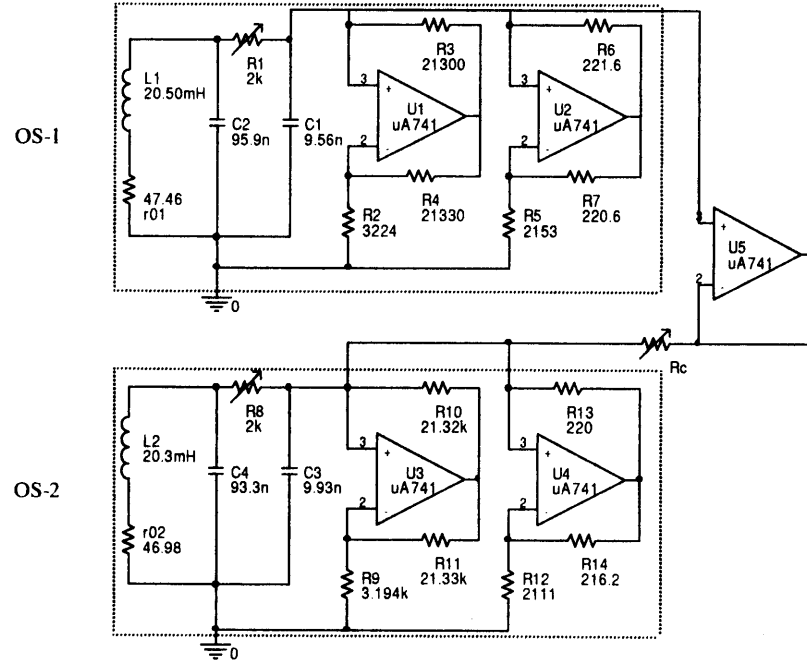 OS-1
L1
20.50mH
47.46
r01
C2
95.9n
R1
2k
C1
9.56n
R3
21300
3
+
U1
uA741
2
-
R4
21330
R2
3224
R6
221.6
3
+
U2
uA741
2
-
R7
220.6
R5
2153
0
3
+
U5
uA741
2
-
Rc
OS-2
L2
20.3mH
r02
46.98
C4
93.3n
R8
2k
C3
9.93n
R10
21.32k
3
+
U3
uA741
2
-
R11
21.33k
R9
3.194k
R13
220
3
+
U4
uA741
2
-
R14
216.2
R12
2111
0